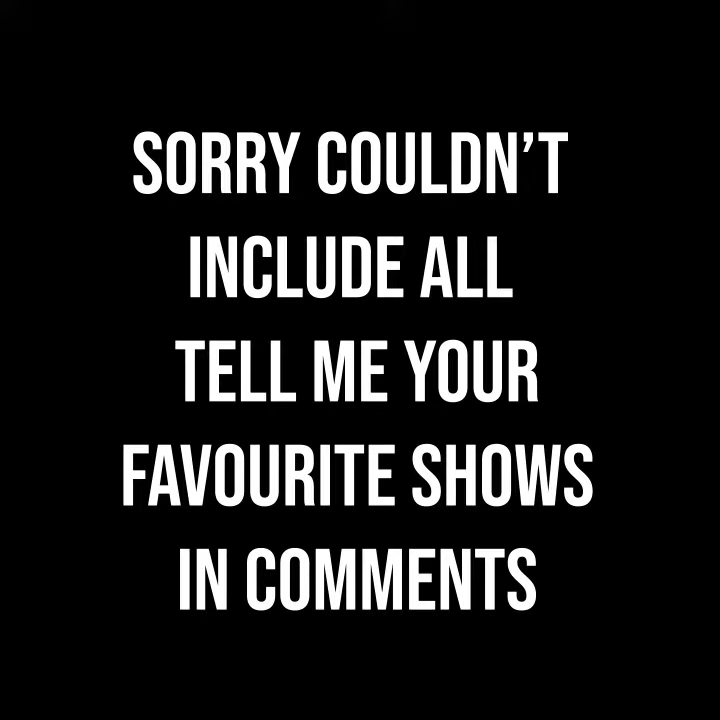 SORRY COULDN’T
INCLUDE ALL
TELL ME YOUR
FAVOURITE SHOWS
IN COMMENTS